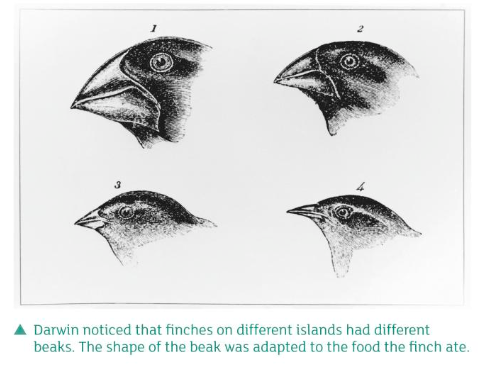 1 2
3 4
▲ Darwin noticed that finches on different islands had different
beaks. The shape of the beak was adapted to the food the finch ate.